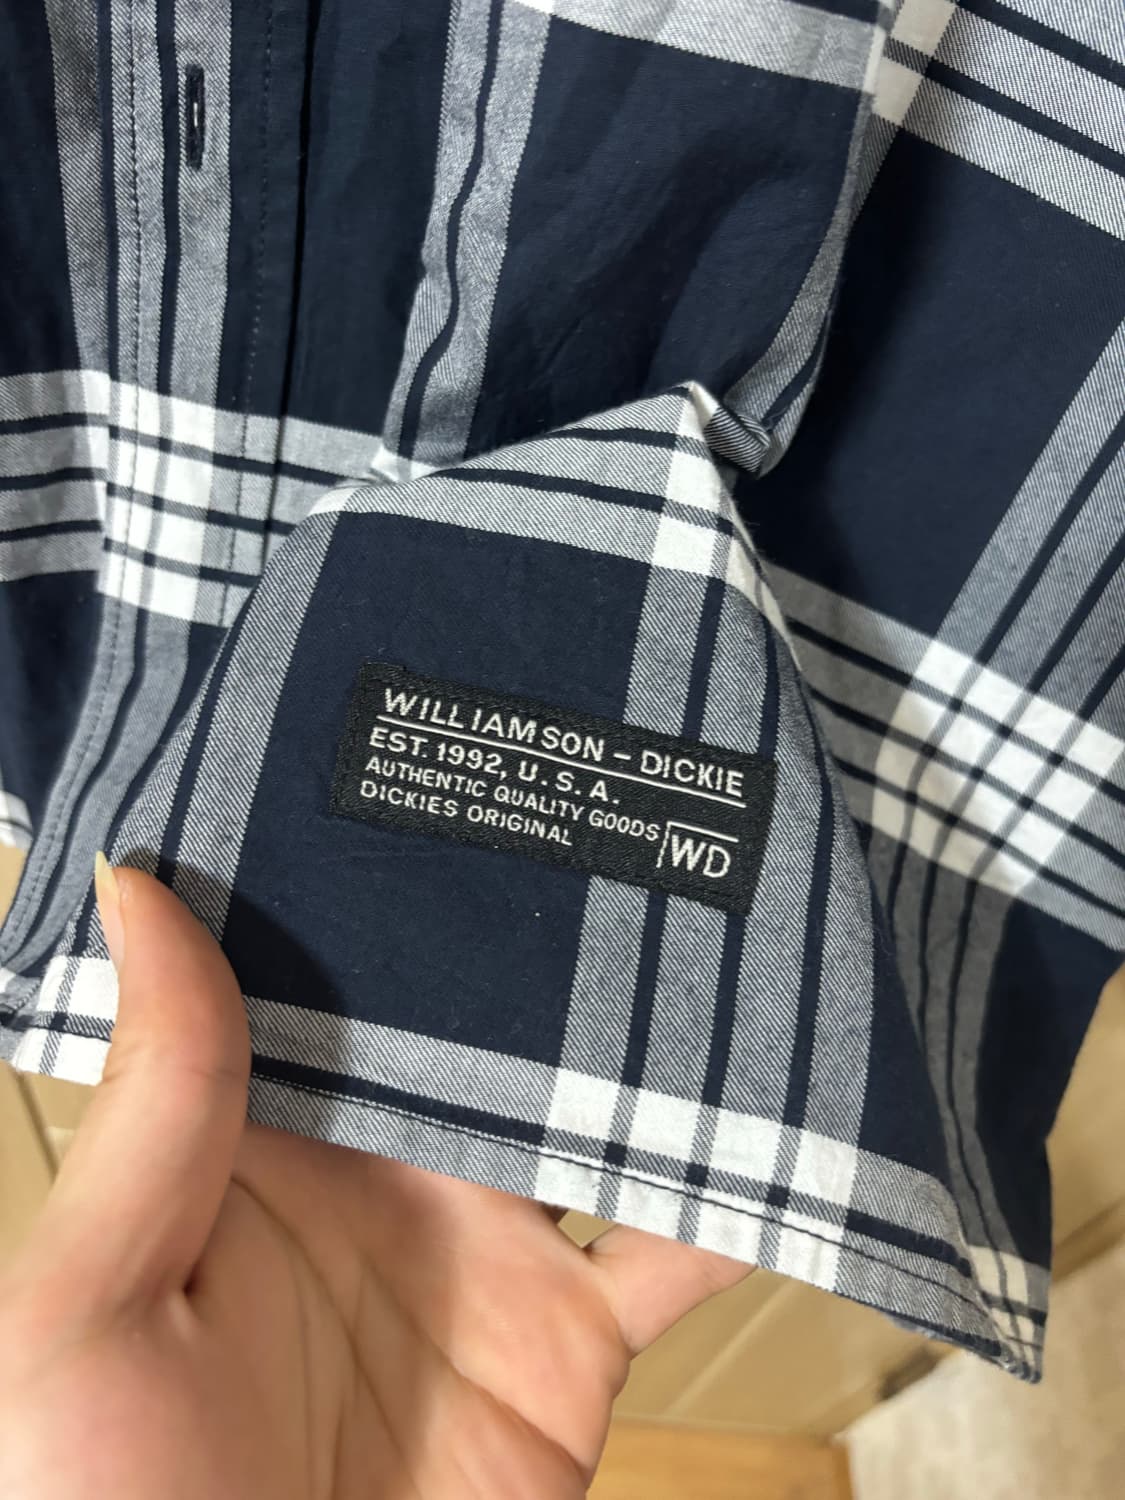 WILLIAMSON – DICKIE
EST. 1992, U. S. A.
AUTHENTIC QUALITY GOODS
DICKIES ORIGINAL
WD